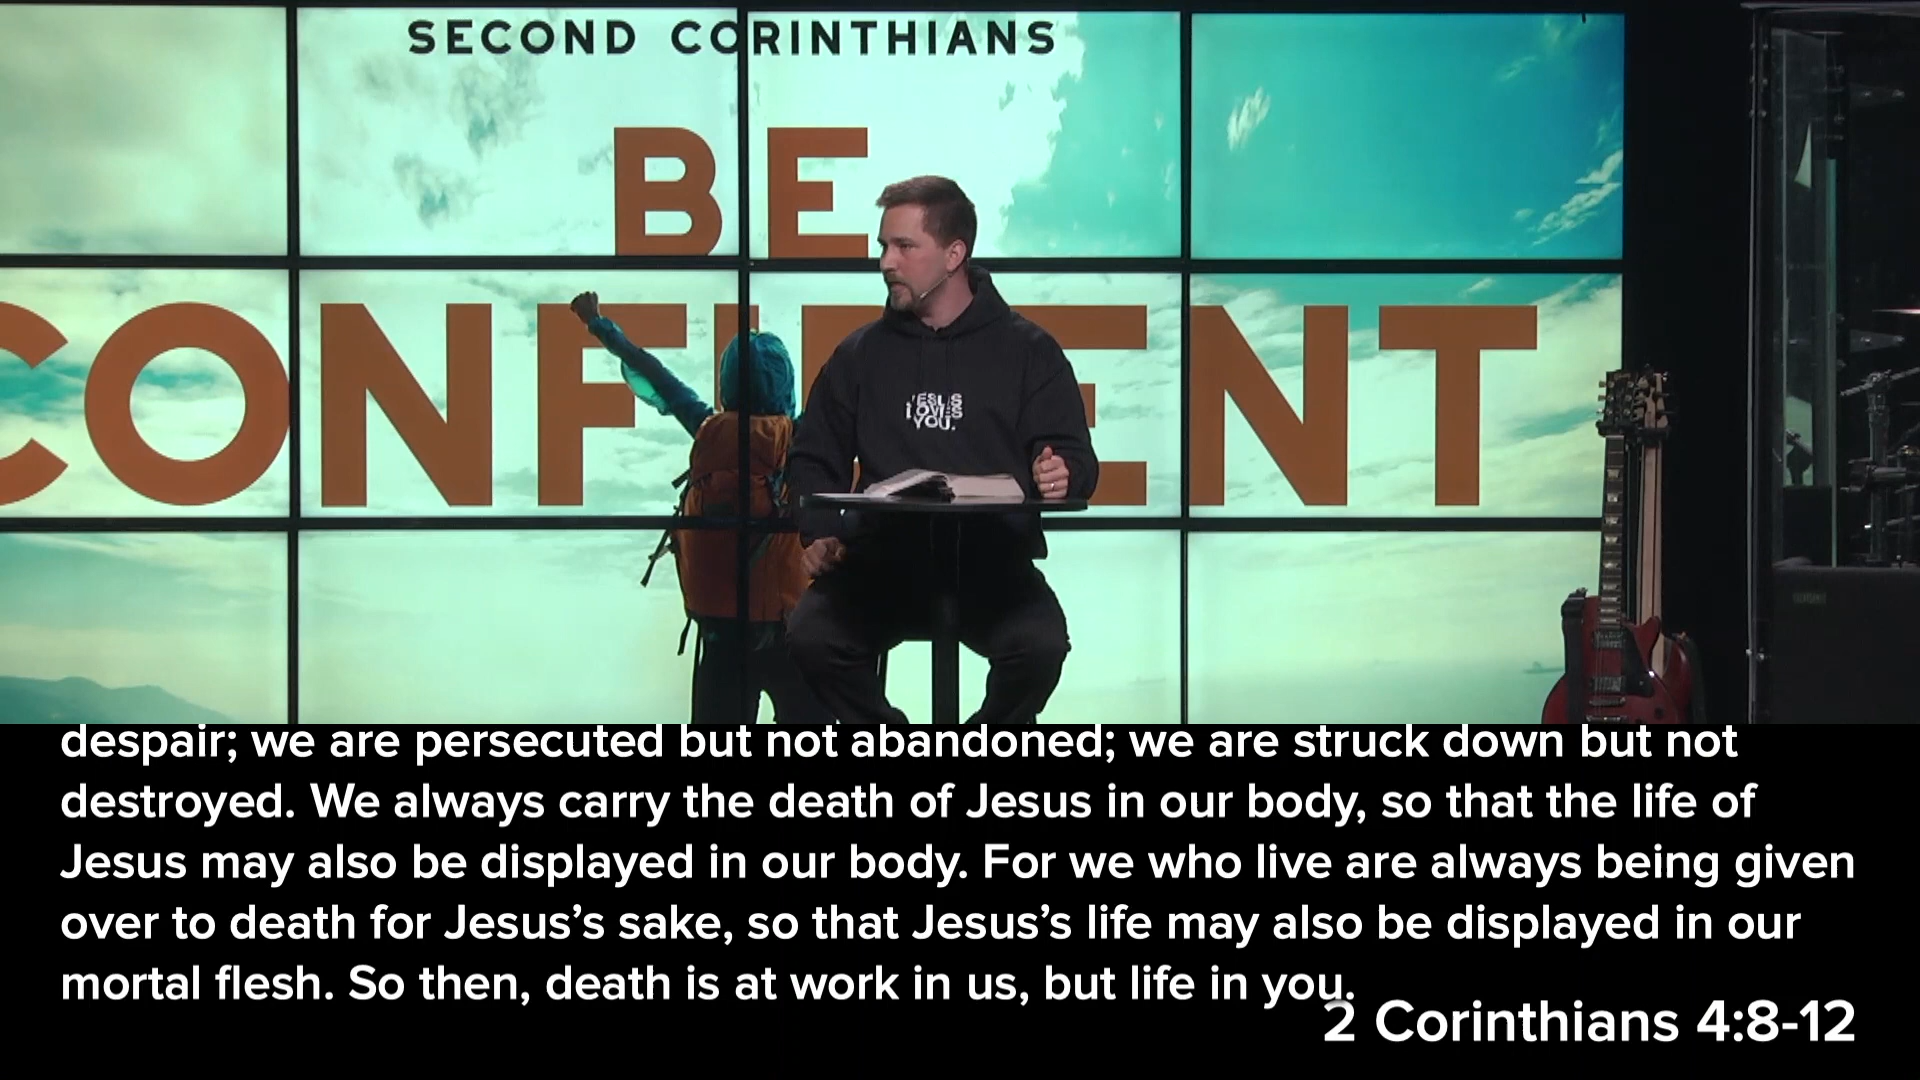 SECOND CORINTHIANS
BE
CONFIDENT
JESUS
LOVES
YOU.
despair; we are persecuted but not abandoned; we are struck down but not
destroyed. We always carry the death of Jesus in our body, so that the life of
Jesus may also be displayed in our body. For we who live are always being given
over to death for Jesus’s sake, so that Jesus’s life may also be displayed in our
mortal flesh. So then, death is at work in us, but life in you.
2 Corinthians 4:8-12